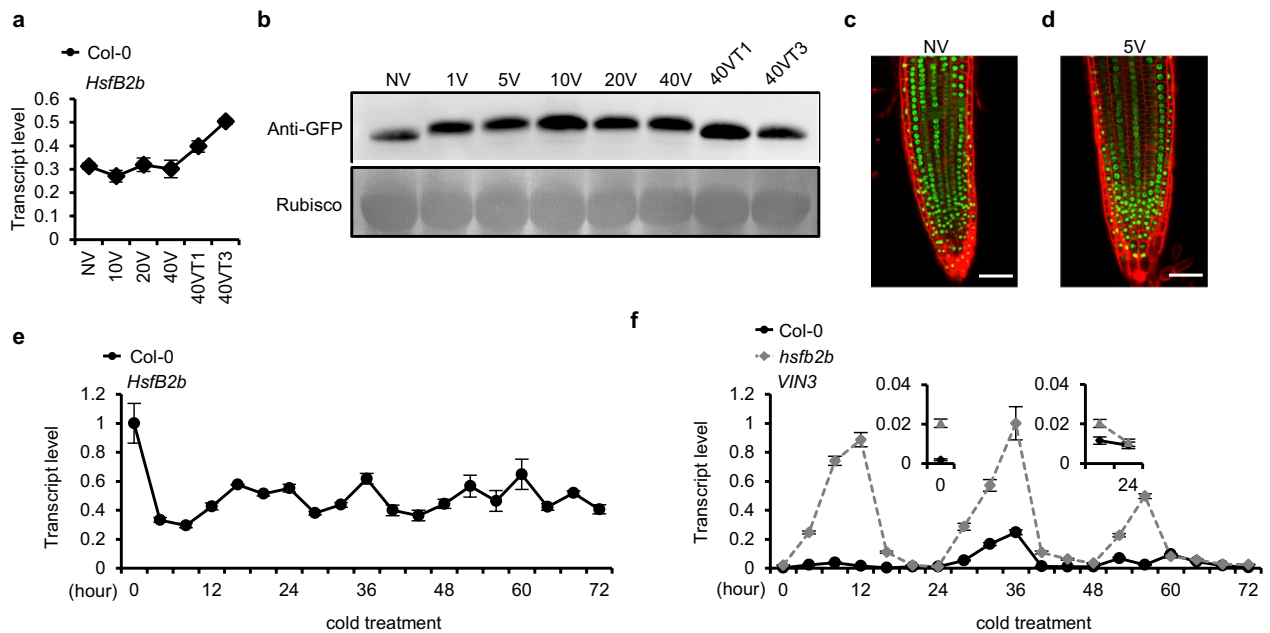 a
Col-0
HsfB2b
Transcript level
0.6
0.5
0.4
0.3
0.2
0.1
0
NV
10V
20V
40V
40VT1
40VT3
b
NV 1V 5V 10V 20V 40V 40VT1 40VT3
Anti-GFP
Rubisco
c
NV
d
5V
e
Col-0
HsfB2b
Transcript level
1.2
1
0.8
0.6
0.4
0.2
0
(hour) 0 12 24 36 48 60 72
cold treatment
f
Col-0
hsfb2b
VIN3
Transcript level
1.2
1
0.8
0.6
0.4
0.2
0
0.04
0.02
0
0
0.04
0.02
0
24
(hour) 0 12 24 36 48 60 72
cold treatment